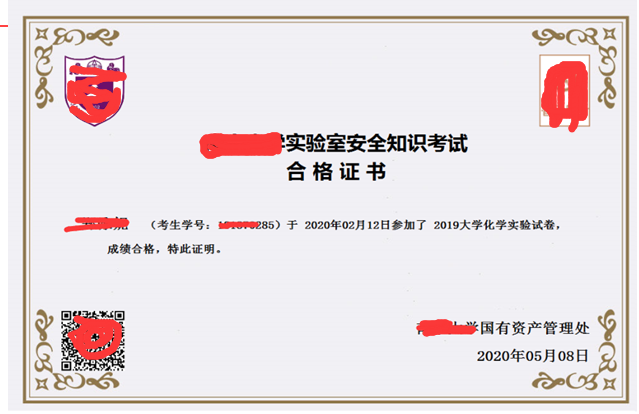 学实验室安全知识考试
合格证书
(考生学号: 285)于 2020年02月12日参加了 2019大学化学实验试卷,
成绩合格,特此证明。
学国有资产管理处
2020年05月08日